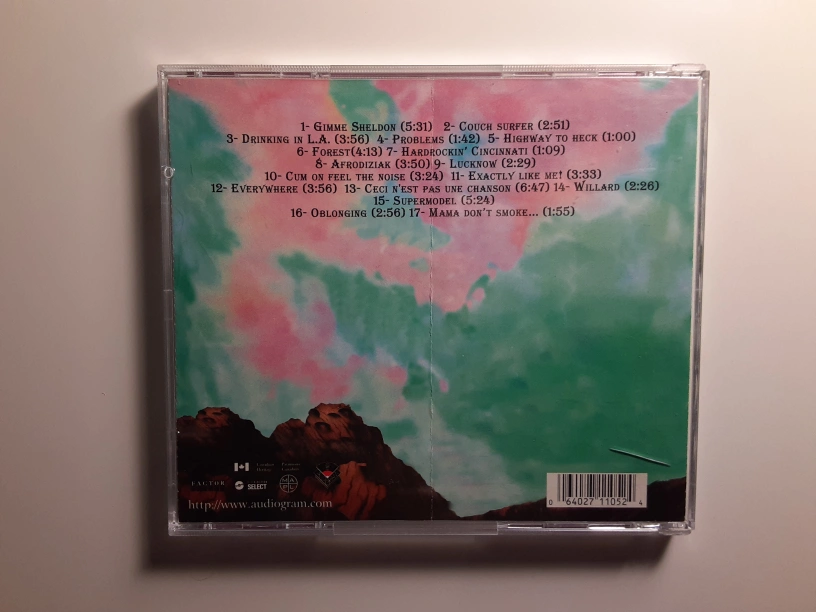 1- Gimme Sheldon (5:31) 2- Couch surfer (2:51)
3- Drinking in L.A. (3:56) 4- Problems (1:42) 5- Highway to heck (1:00)
6- Forest(4:13) 7- Hardrockin' Cincinnati (1:09)
8- Afrodiziak (3:50) 9- Lucknow (2:29)
10- Cum on feel the noise (3:24) 11- Exactly like me! (3:33)
12- Everywhere (3:56) 13- Ceci n'est pas une chanson (6:47) 14- Willard (2:26)
15- Supermodel (5:24)
16- Oblonging (2:56) 17- Mama don't smoke... (1:55)
FACTOR
Canadian Heritage
Patrimoine Canadien
SELECT
MAPL
http://www.audiogram.com
0 64027 11052 4